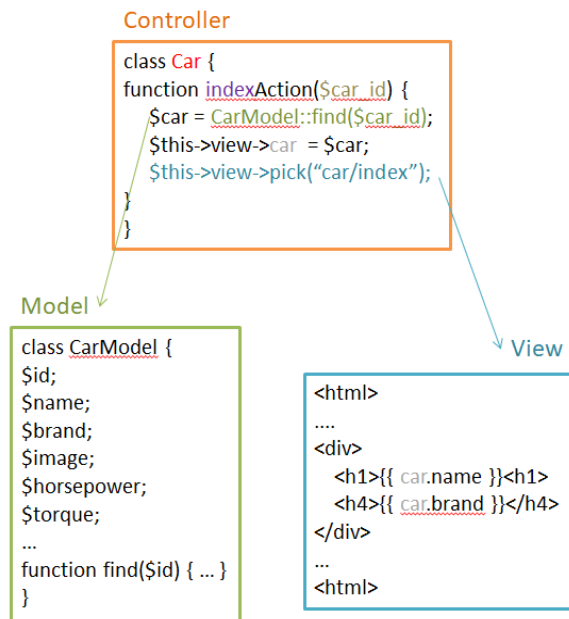 Controller
class Car {
function indexAction($car_id) {
$car = CarModel::find($car_id);
$this->view->car = $car;
$this->view->pick(“car/index”);
}
}
Model
class CarModel {
$id;
$name;
$brand;
$image;
$horsepower;
$torque;
...
function find($id) { ... }
}
View
<html>
....
<div>
<h1>{{ car.name }}<h1>
<h4>{{ car.brand }}</h4>
</div>
...
<html>